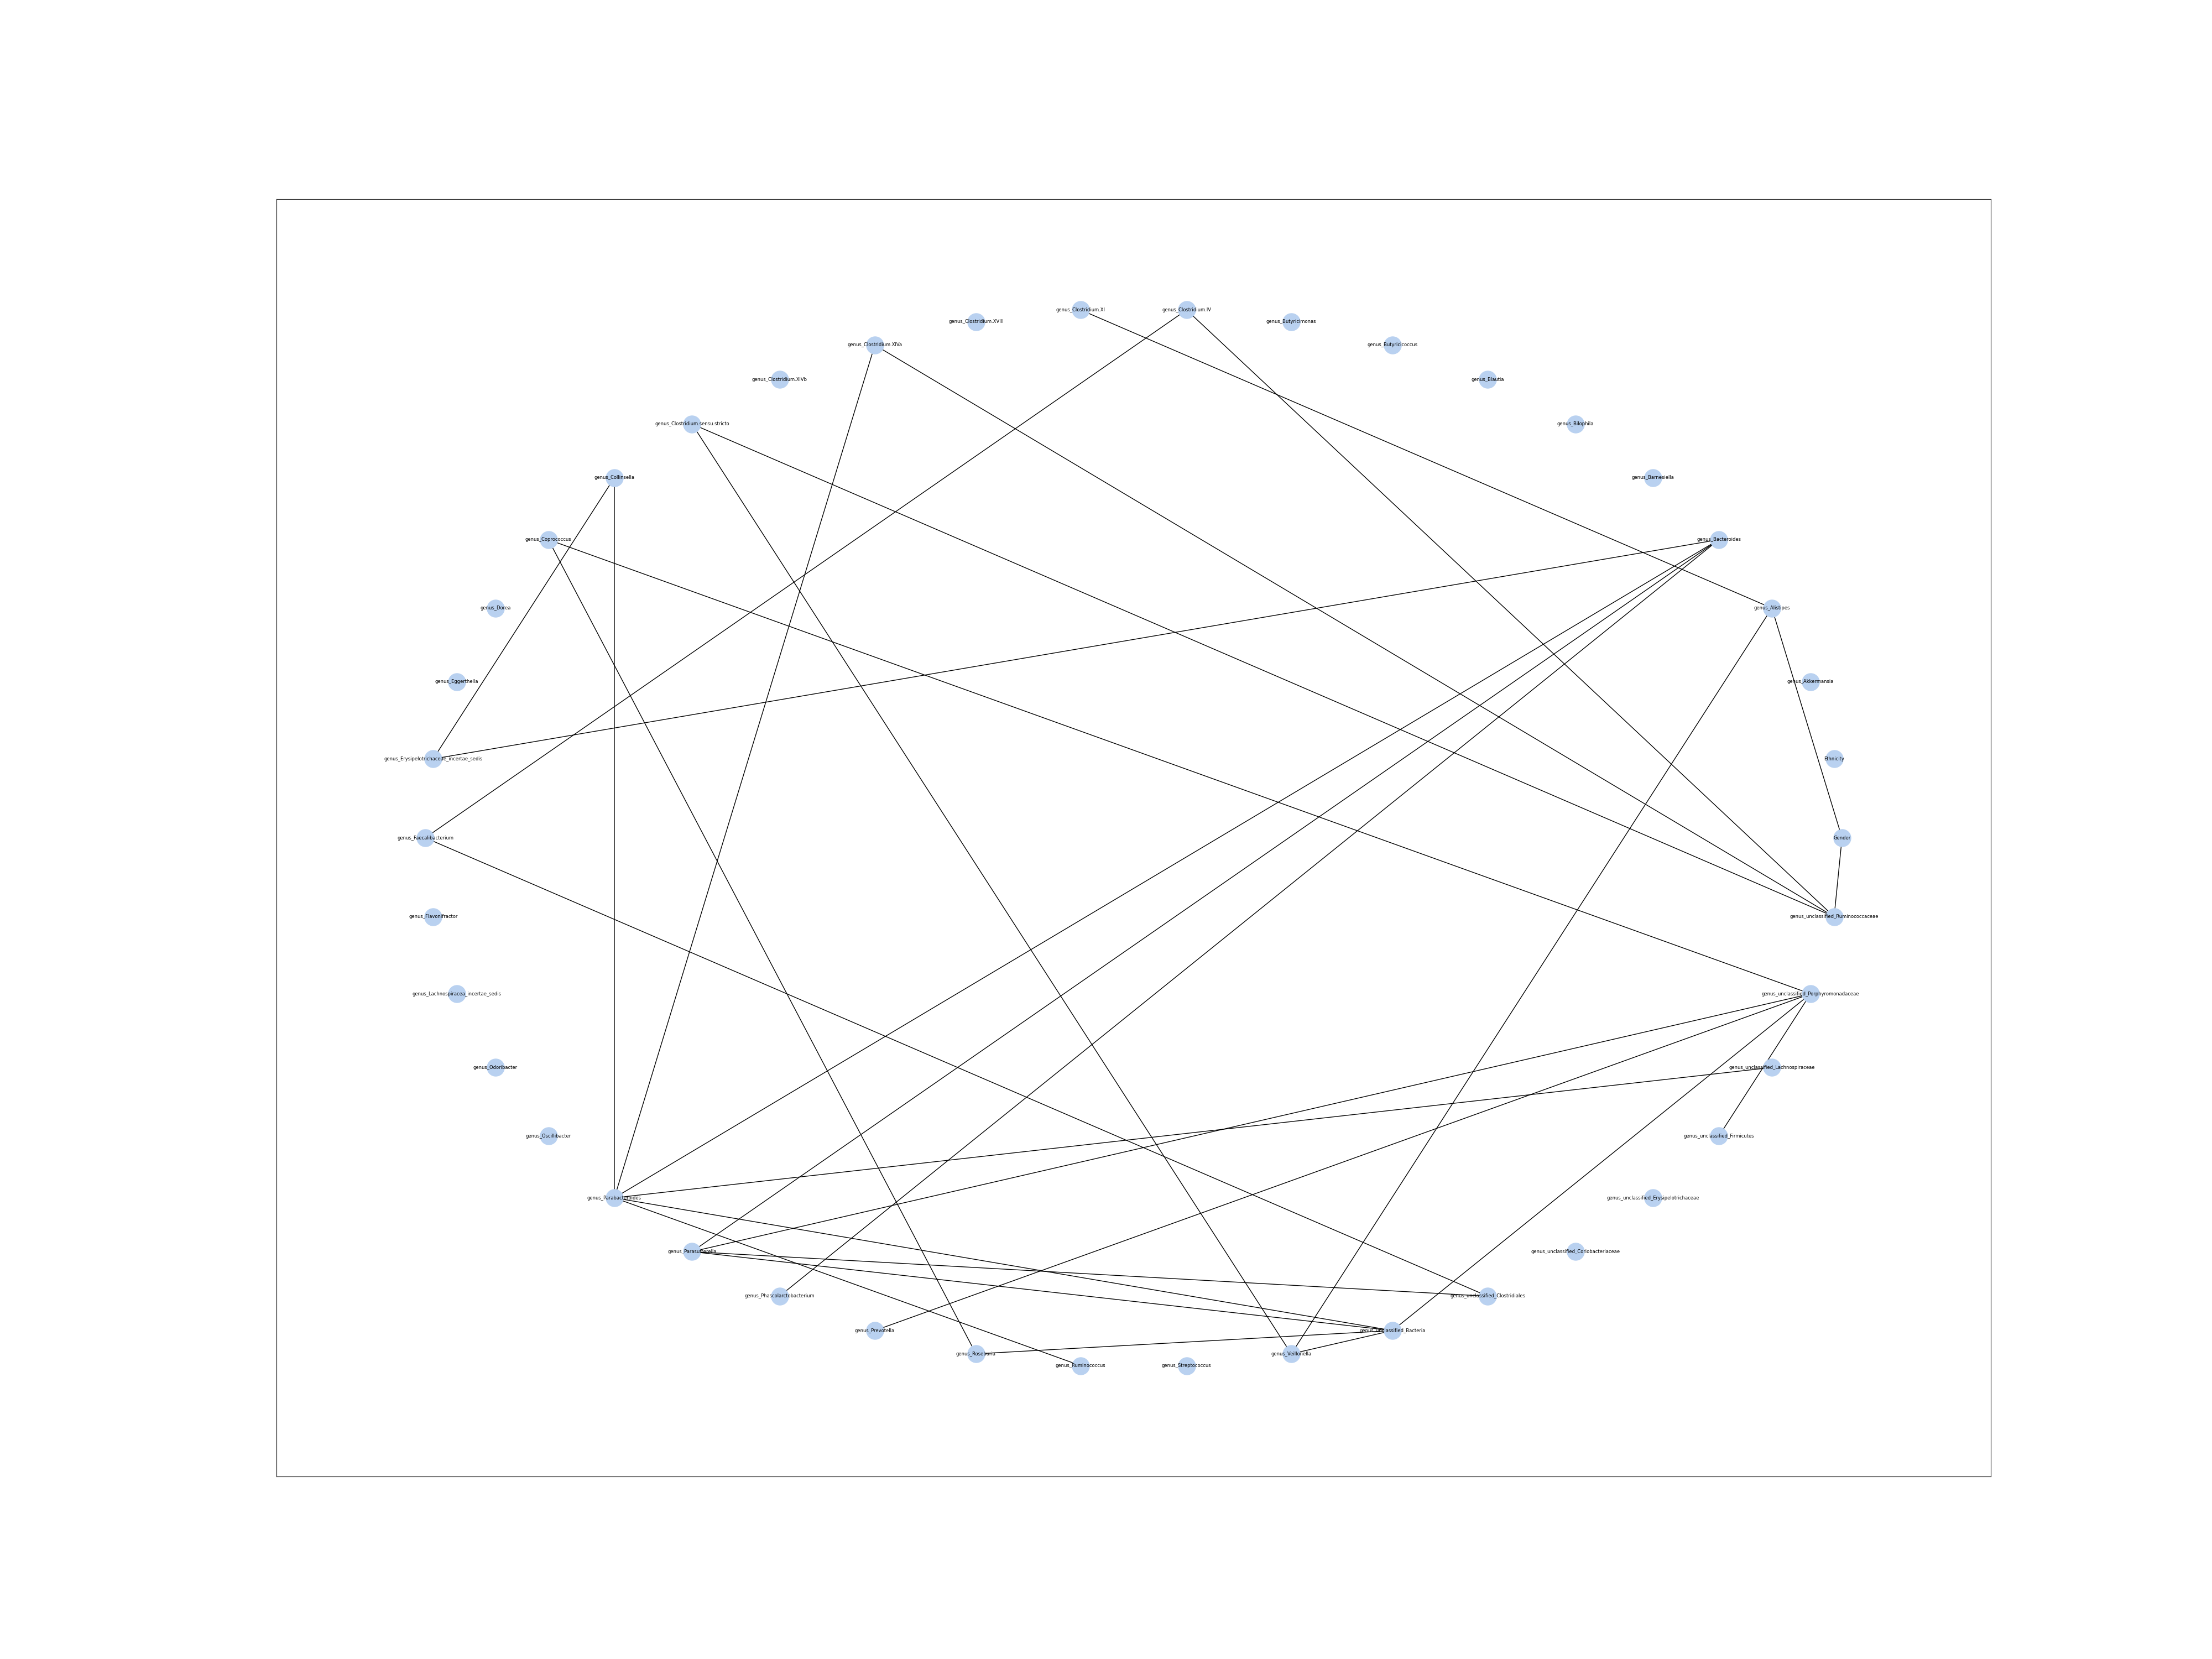 genus_Clostridium.XI
genus_Clostridium.IV
genus_Clostridium.XVIII
genus_Butyricimonas
genus_Clostridium.XIVa
genus_Butyricicoccus
genus_Clostridium.XIVb
genus_Blautia
genus_Clostridium.sensu.stricto
genus_Bilophila
genus_Collinsella
genus_Barnesiella
genus_Coprococcus
genus_Bacteroides
genus_Dorea
genus_Alistipes
genus_Eggerthella
genus_Akkermansia
genus_Erysipelotrichaceae_incertae_sedis
Ethnicity
genus_Faecalibacterium
Gender
genus_Flavonifractor
genus_unclassified_Ruminococcaceae
genus_Lachnospiracea_incertae_sedis
genus_unclassified_Porphyromonadaceae
genus_Odoribacter
genus_unclassified_Lachnospiraceae
genus_Oscillibacter
genus_unclassified_Firmicutes
genus_Parabacteroides
genus_unclassified_Erysipelotrichaceae
genus_Parasutterella
genus_unclassified_Coriobacteriaceae
genus_Phascolarctobacterium
genus_unclassified_Clostridiales
genus_Prevotella
genus_unclassified_Bacteria
genus_Roseburia
genus_Veillonella
genus_Ruminococcus
genus_Streptococcus